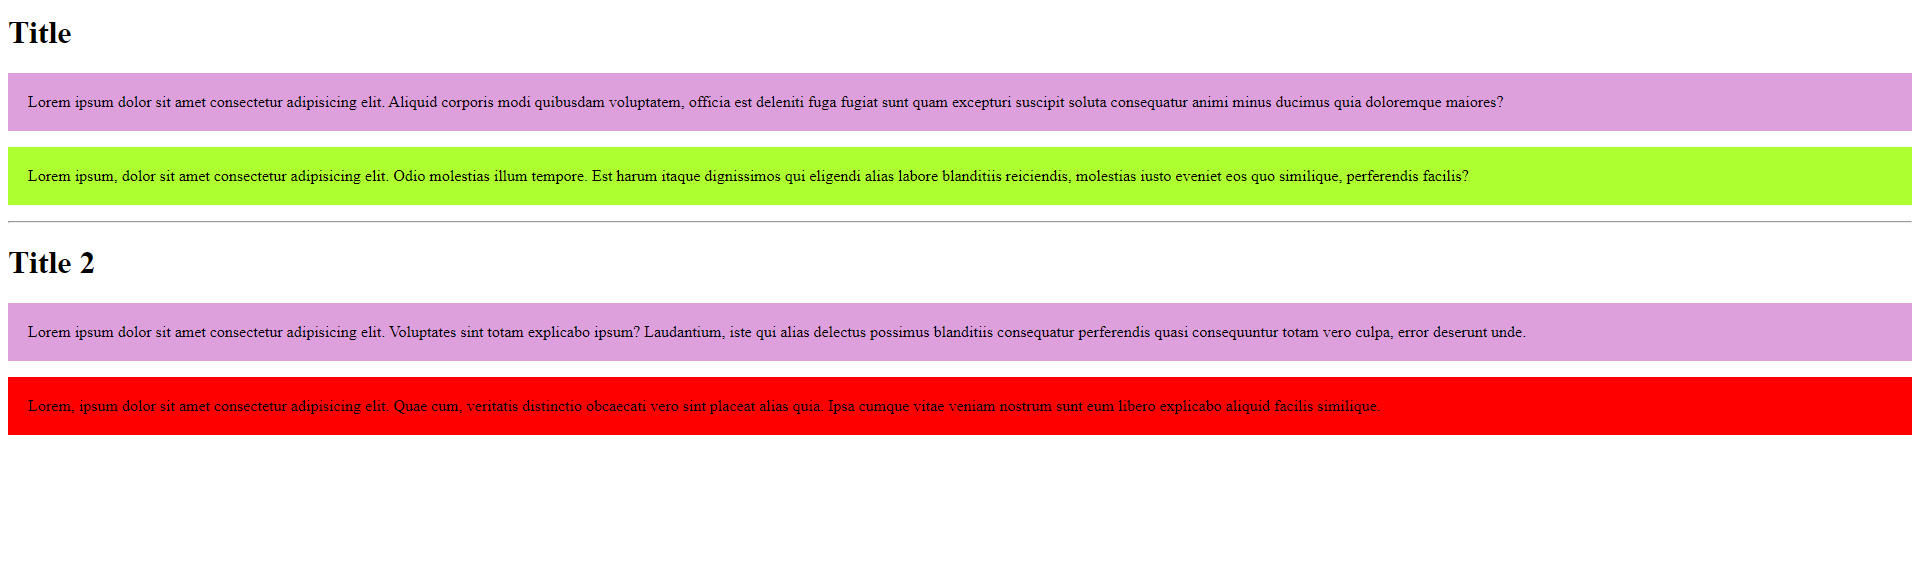 Title
Lorem ipsum dolor sit amet consectetur adipisicing elit. Aliquid corporis modi quibusdam voluptatem, officia est deleniti fuga fugiat sunt quam excepturi suscipit soluta consequatur animi minus ducimus quia doloremque maiores?
Lorem ipsum, dolor sit amet consectetur adipisicing elit. Odio molestias illum tempore. Est harum itaque dignissimos qui eligendi alias labore blanditiis reiciendis, molestias iusto eveniet eos quo similique, perferendis facilis?
Title 2
Lorem ipsum dolor sit amet consectetur adipisicing elit. Voluptates sint totam explicabo ipsum? Laudantium, iste qui alias delectus possimus blanditiis consequatur perferendis quasi consequuntur totam vero culpa, error deserunt unde.
Lorem, ipsum dolor sit amet consectetur adipisicing elit. Quae cum, veritatis distinctio obcaecati vero sint placeat alias quia. Ipsa cumque vitae veniam nostrum sunt eum libero explicabo aliquid facilis similique.